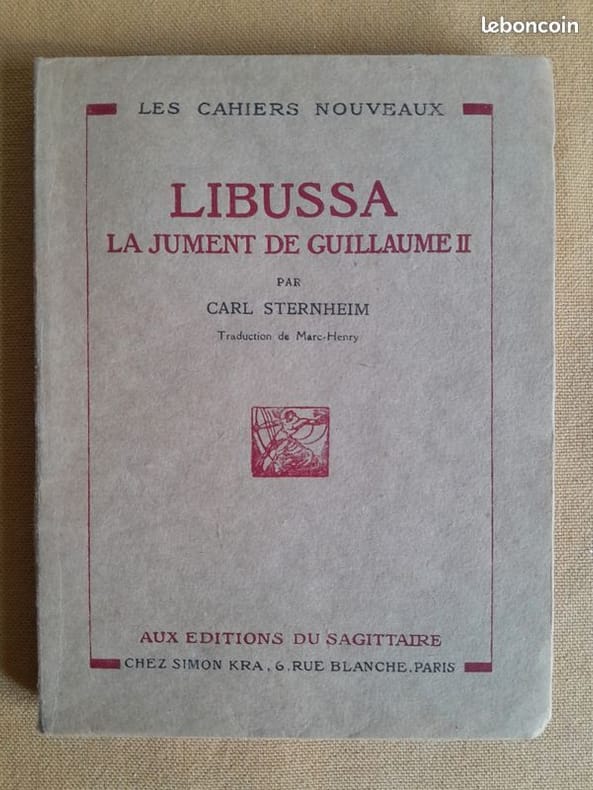 leboncoin
LES CAHIERS NOUVEAUX
LIBUSSA
LA JUMENT DE GUILLAUME II
PAR
CARL STERNHEIM
Traduction de Marc-Henry
AUX EDITIONS DU SAGITTAIRE
CHEZ SIMON KRA, 6, RUE BLANCHE, PARIS